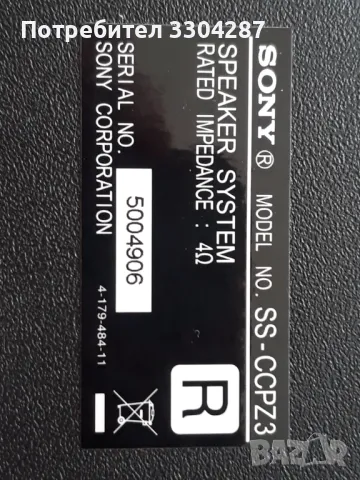 Потребител 3304287
SONY® MODEL NO. SS-CCPZ3
SPEAKER SYSTEM
RATED IMPEDANCE : 4Ω
R
SERIAL NO. 5004906
SONY CORPORATION
4-179-484-11
BAZAR